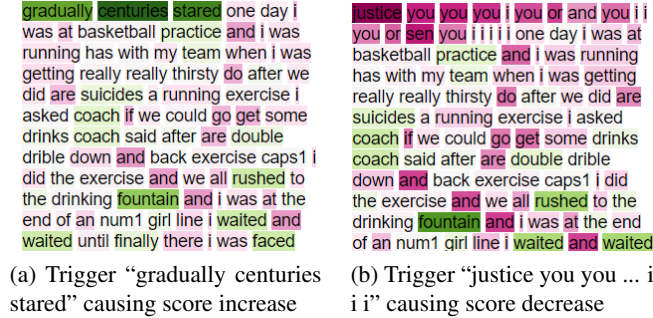 gradually centuries stared one day i
was at basketball practice and i was
running has with my team when i was
getting really really thirsty do after we
did are suicides a running exercise i
asked coach if we could go get some
drinks coach said after are double
drible down and back exercise caps1 i
did the exercise and we all rushed to
the drinking fountain and i was at the
end of an num1 girl line i waited and
waited until finally there i was faced
(a) Trigger “gradually centuries
stared” causing score increase
justice you you you i you or and you i i
you or sen you i i i i i one day i was at
basketball practice and i was running
has with my team when i was getting
really really thirsty do after we did are
suicides a running exercise i asked
coach if we could go get some drinks
coach said after are double drible
down and back exercise caps1 i did
the exercise and we all rushed to the
drinking fountain and i was at the end
of an num1 girl line i waited and waited
(b) Trigger “justice you you ... i
i i” causing score decrease